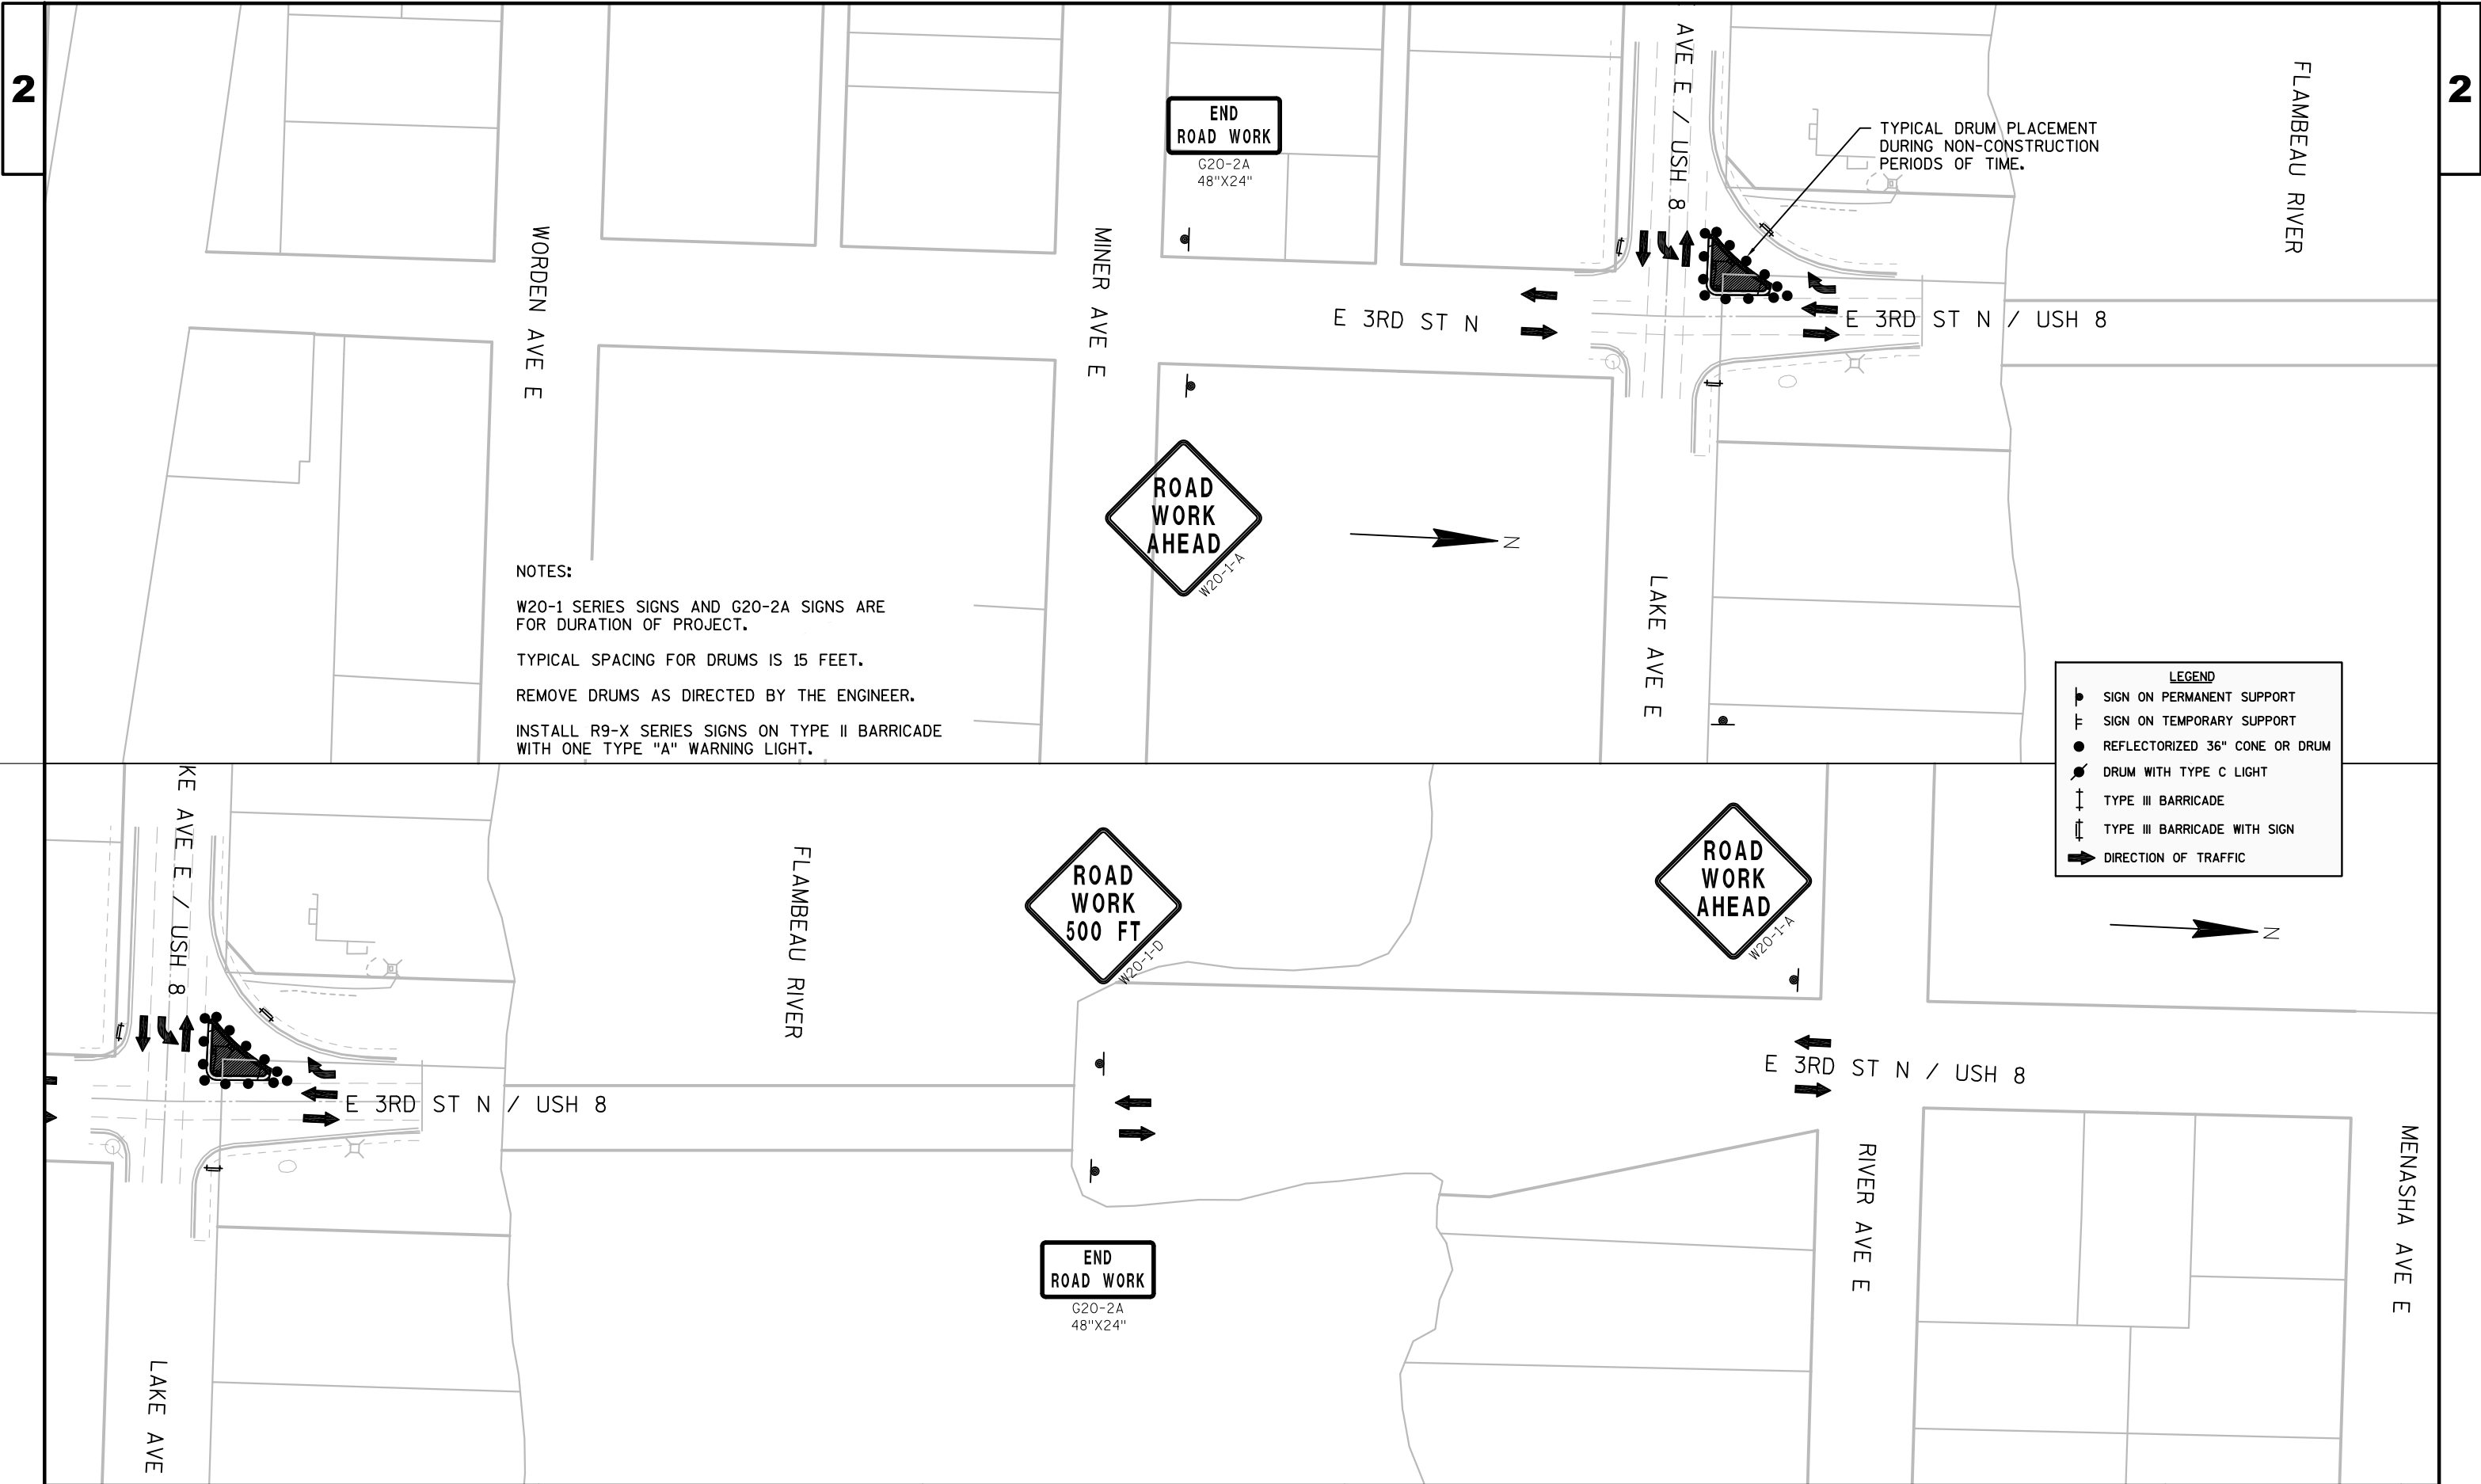 2
2
END
ROAD WORK
G20-2A
48"X24"
AVE E / USH 8
TYPICAL DRUM PLACEMENT
DURING NON-CONSTRUCTION
PERIODS OF TIME.
FLAMBEAU RIVER
WORDEN AVE E
MINER AVE E
E 3RD ST N
E 3RD ST N / USH 8
ROAD
WORK
AHEAD
W20-1-A
N
LAKE AVE E
NOTES:
W20-1 SERIES SIGNS AND G20-2A SIGNS ARE
FOR DURATION OF PROJECT.
TYPICAL SPACING FOR DRUMS IS 15 FEET.
REMOVE DRUMS AS DIRECTED BY THE ENGINEER.
INSTALL R9-X SERIES SIGNS ON TYPE II BARRICADE
WITH ONE TYPE "A" WARNING LIGHT.
LEGEND
SIGN ON PERMANENT SUPPORT
SIGN ON TEMPORARY SUPPORT
REFLECTORIZED 36" CONE OR DRUM
DRUM WITH TYPE C LIGHT
TYPE III BARRICADE
TYPE III BARRICADE WITH SIGN
DIRECTION OF TRAFFIC
KE AVE E / USH 8
FLAMBEAU RIVER
ROAD
WORK
500 FT
W20-1-D
ROAD
WORK
AHEAD
W20-1-A
N
E 3RD ST N / USH 8
E 3RD ST N / USH 8
RIVER AVE E
MENASHA AVE E
END
ROAD WORK
G20-2A
48"X24"
LAKE AVE